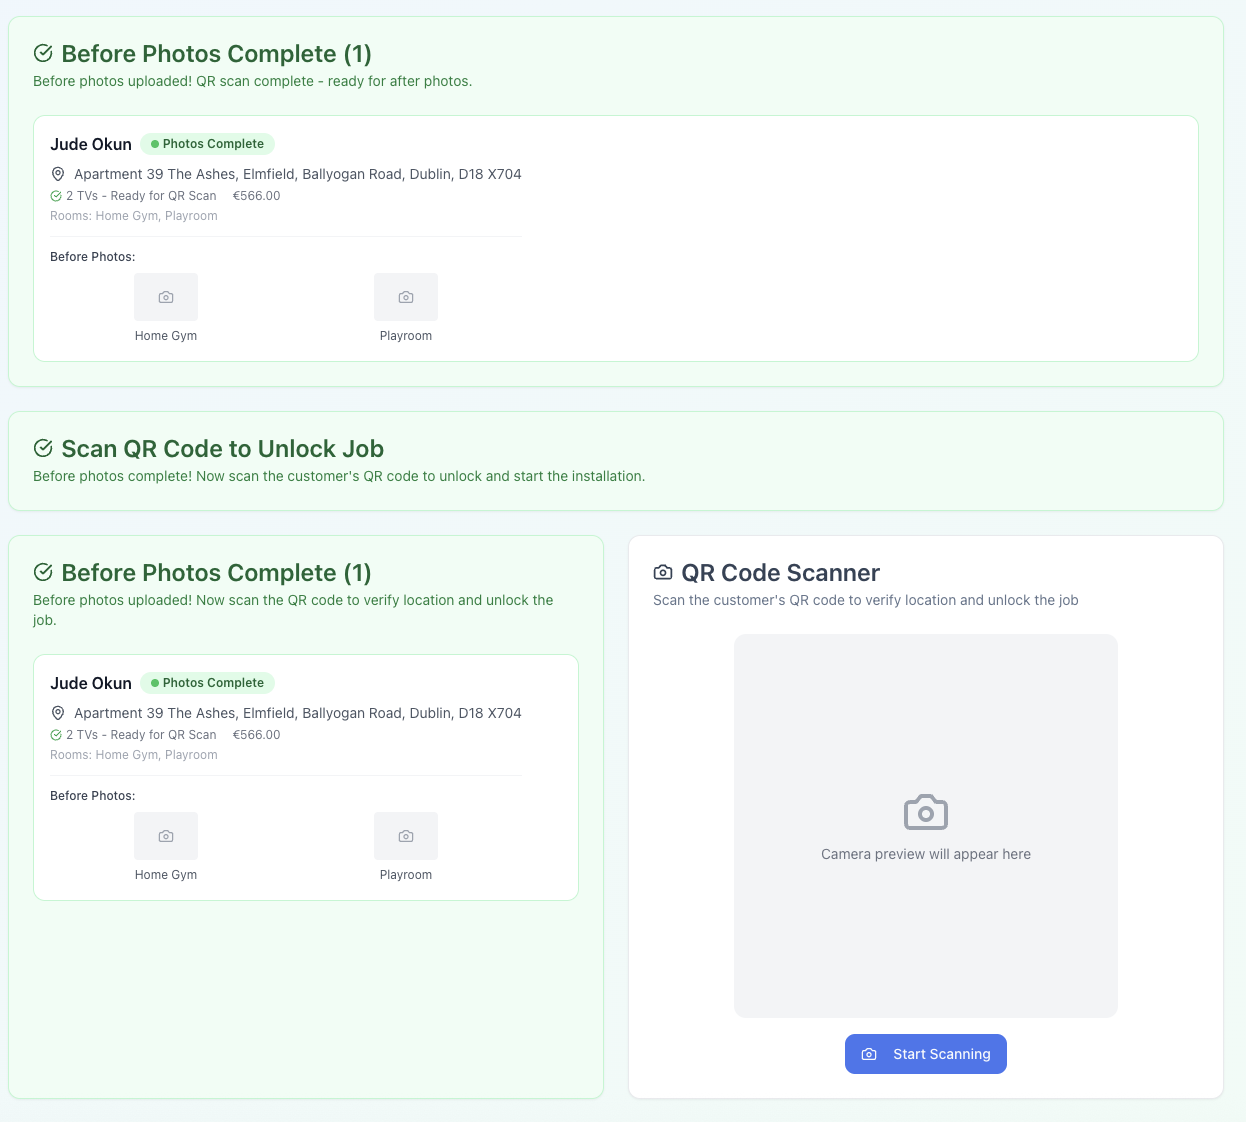 Before Photos Complete (1)
Before photos uploaded! QR scan complete - ready for after photos.
Jude Okun Photos Complete
Apartment 39 The Ashes, Elmfield, Ballyogan Road, Dublin, D18 X704
2 TVs - Ready for QR Scan €566.00
Rooms: Home Gym, Playroom
Before Photos:
Home Gym Playroom
Scan QR Code to Unlock Job
Before photos complete! Now scan the customer's QR code to unlock and start the installation.
Before Photos Complete (1)
Before photos uploaded! Now scan the QR code to verify location and unlock the
job.
Jude Okun Photos Complete
Apartment 39 The Ashes, Elmfield, Ballyogan Road, Dublin, D18 X704
2 TVs - Ready for QR Scan €566.00
Rooms: Home Gym, Playroom
Before Photos:
Home Gym Playroom
QR Code Scanner
Scan the customer's QR code to verify location and unlock the job
Camera preview will appear here
Start Scanning